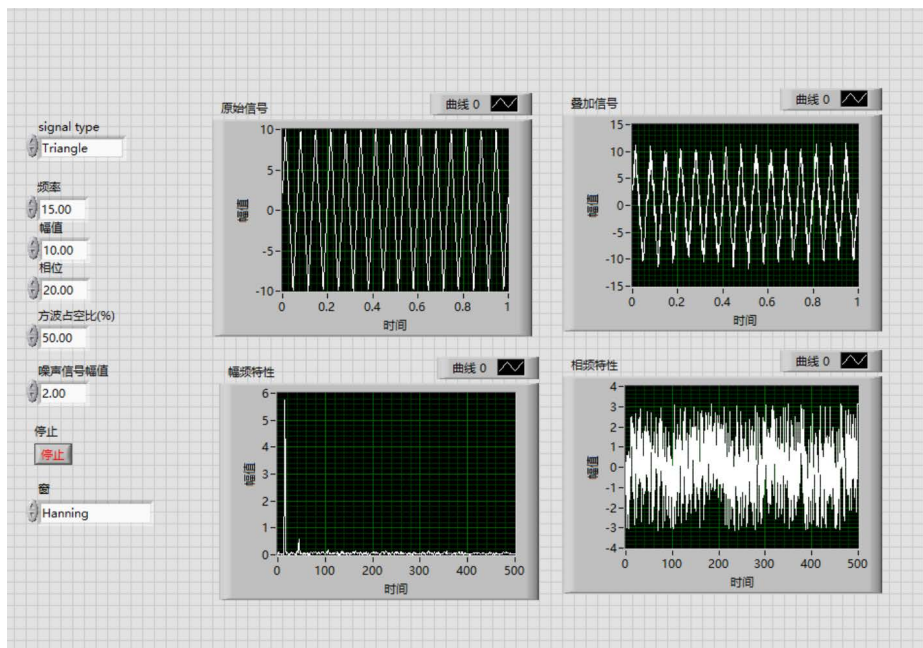 signal type
Triangle
频率
15.00
幅值
10.00
相位
20.00
方波占空比(%)
50.00
噪声信号幅值
2.00
停止
停止
窗
Hanning
原始信号
曲线 0
幅值
10
5
0
-5
-10
0 0.2 0.4 0.6 0.8 1
时间
叠加信号
曲线 0
幅值
15
10
5
0
-5
-10
-15
0 0.2 0.4 0.6 0.8 1
时间
幅频特性
曲线 0
幅值
6
5
4
3
2
1
0
0 100 200 300 400 500
时间
相频特性
曲线 0
幅值
4
3
2
1
0
-1
-2
-3
-4
0 100 200 300 400 500
时间